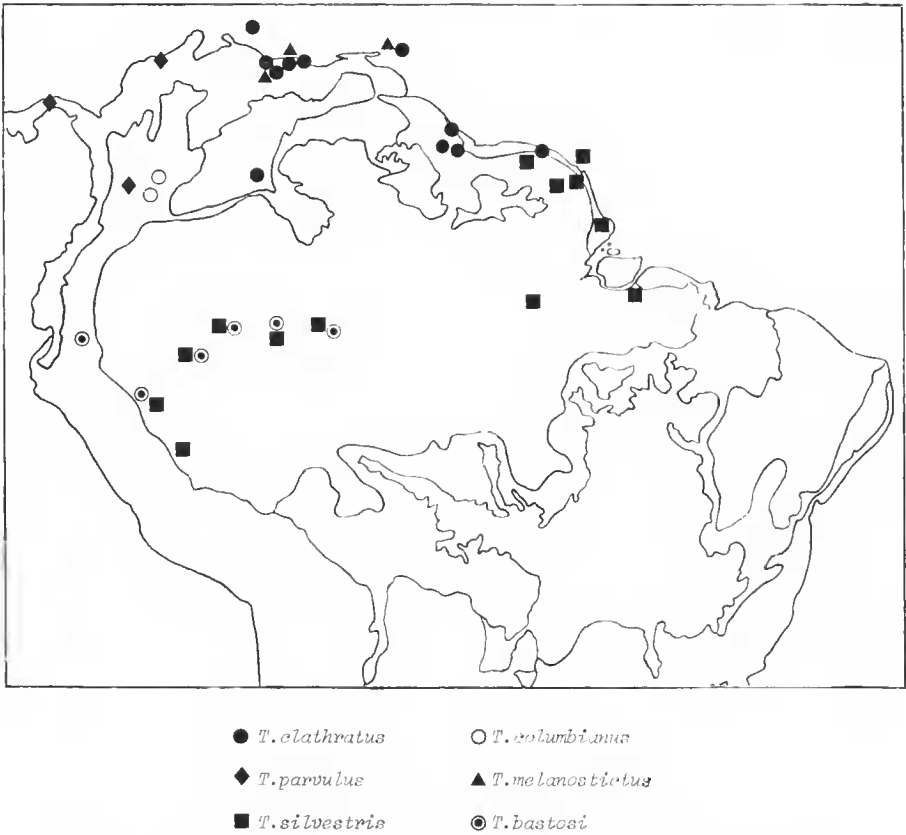 T.clathratus
T.columbianus
T.parvulus
T.melanostictus
T.silvestris
T.bastosi